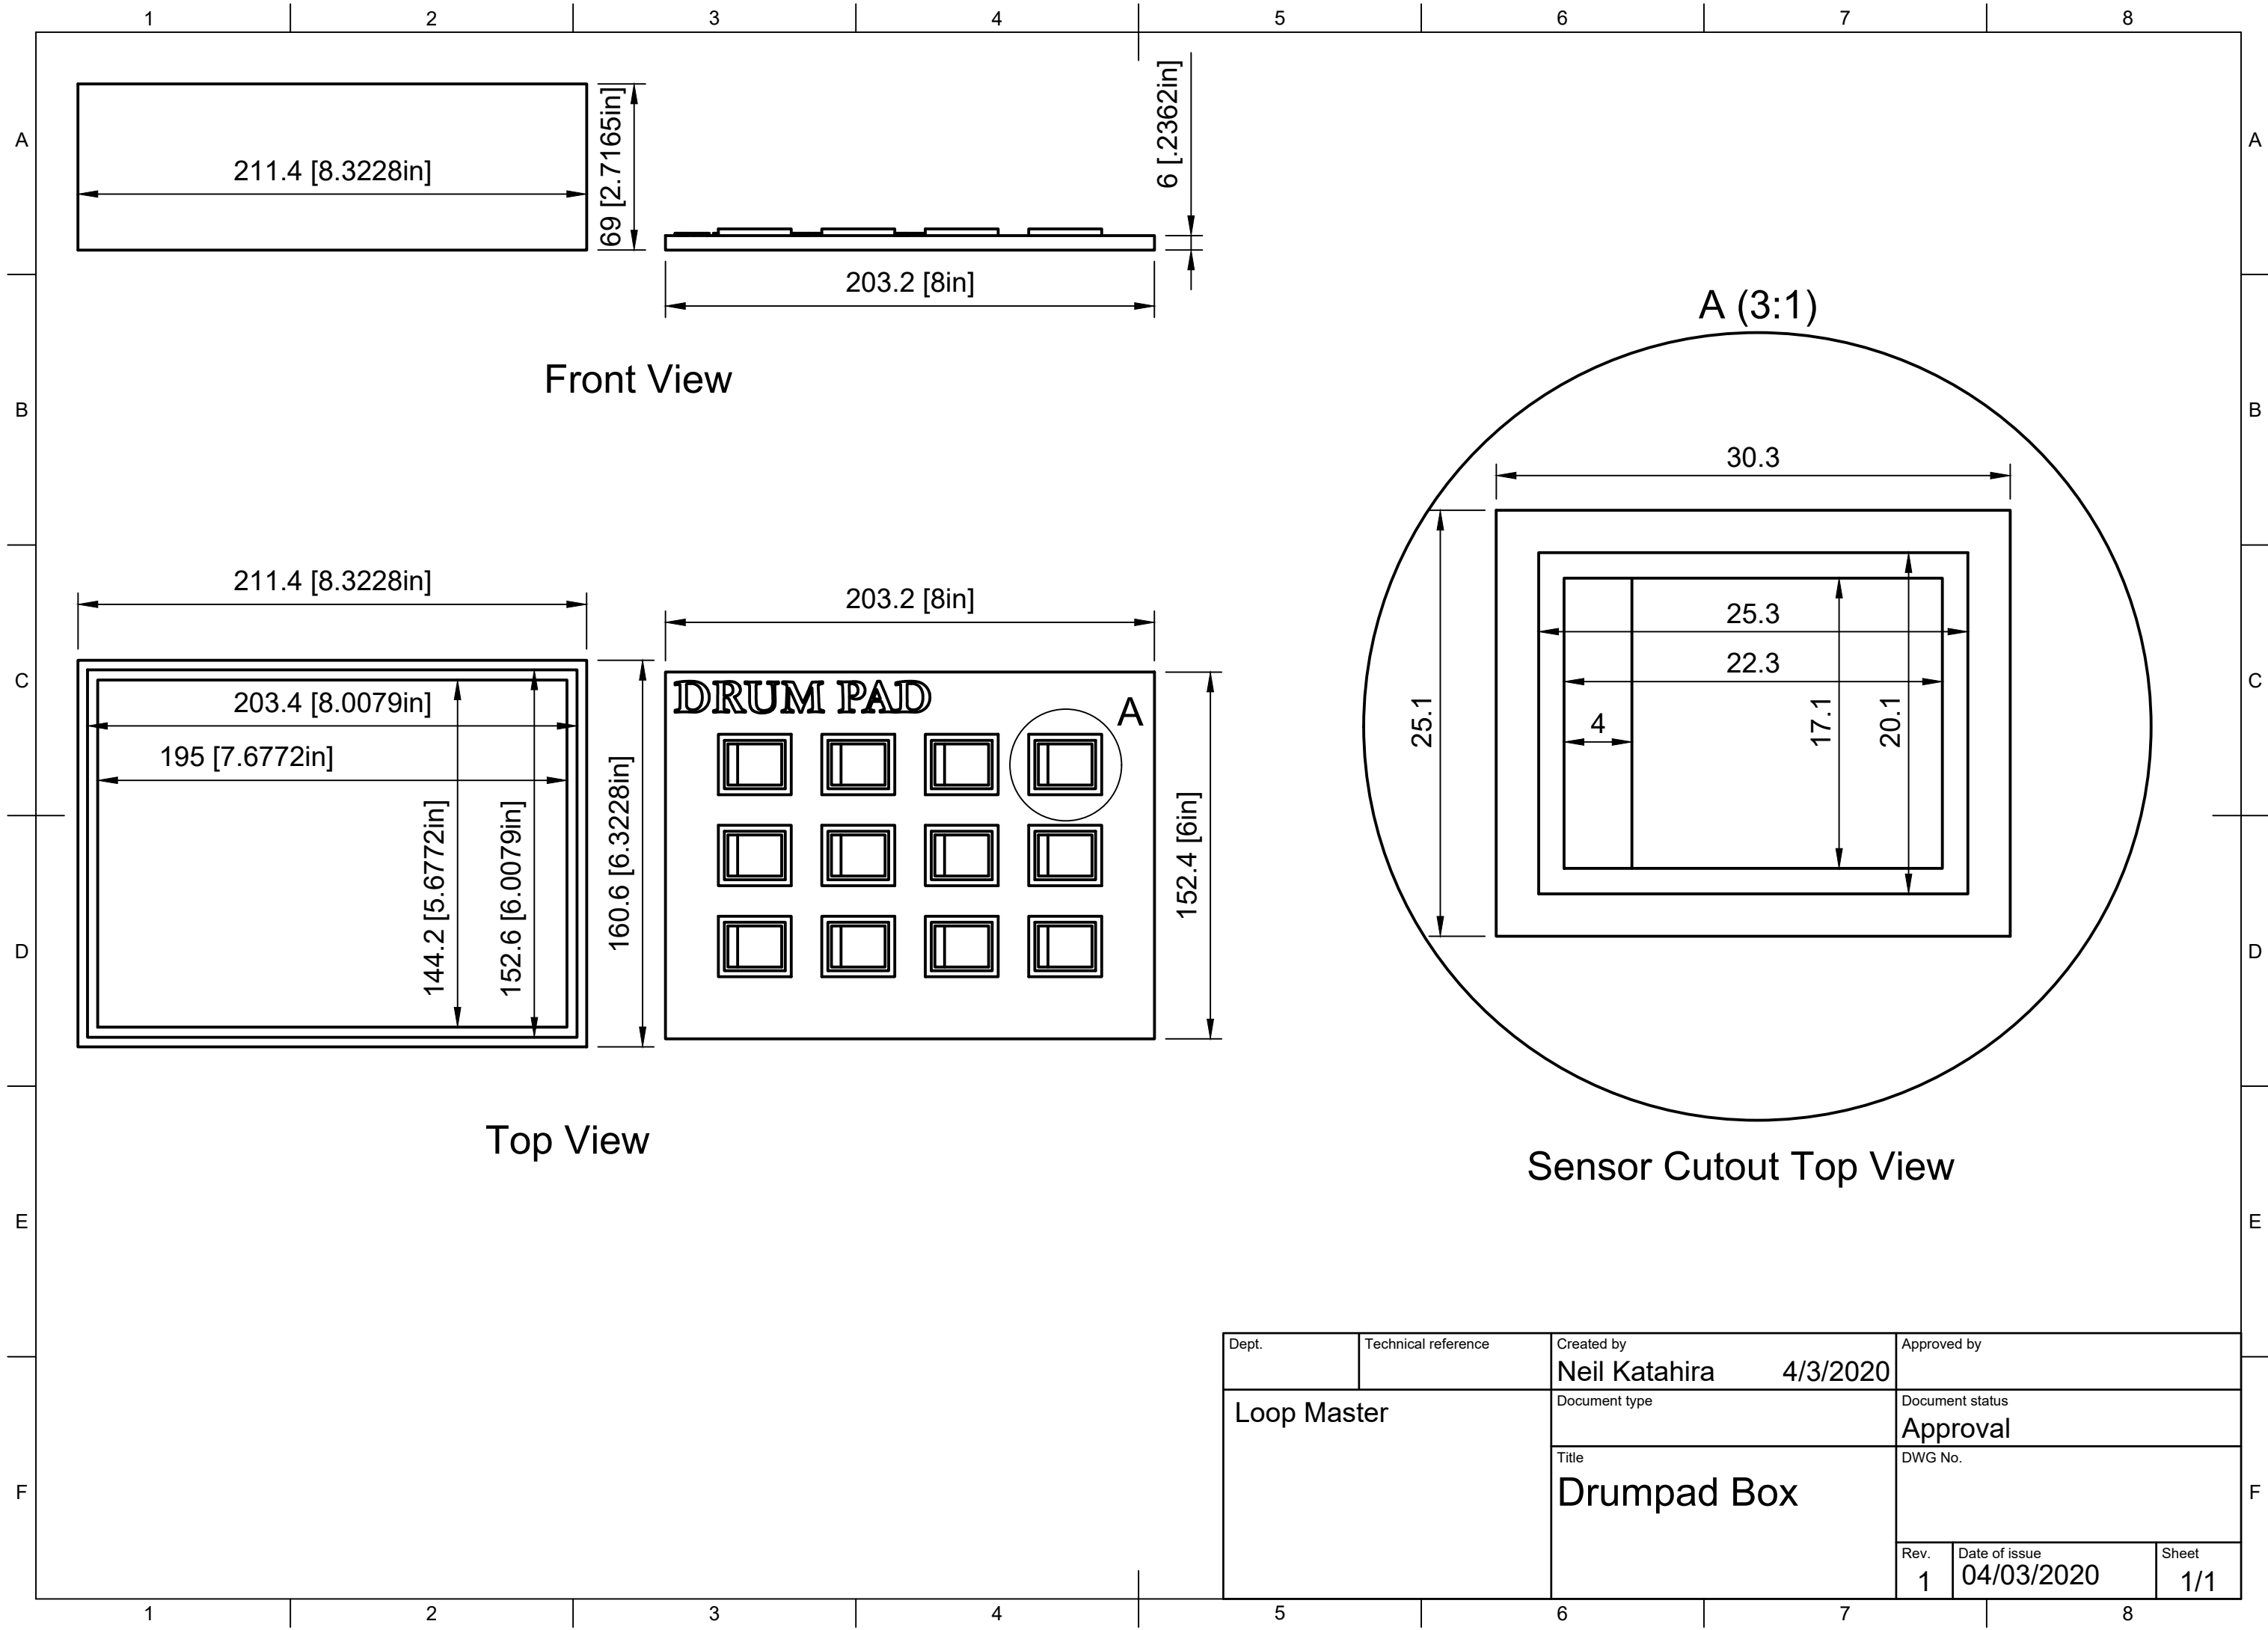 1 2 3 4 5 6 7 8
A A
B B
C C
D D
E E
F F
211.4 [8.3228in]
69 [2.7165in]
6 [.2362in]
203.2 [8in]
Front View
A (3:1)
30.3
25.3
22.3
4
25.1
17.1
20.1
Sensor Cutout Top View
211.4 [8.3228in]
203.4 [8.0079in]
195 [7.6772in]
144.2 [5.6772in]
152.6 [6.0079in]
160.6 [6.3228in]
203.2 [8in]
DRUM PAD
A
152.4 [6in]
Top View
Dept.
Technical reference
Created by
Neil Katahira 4/3/2020
Approved by
Loop Master
Document type
Document status
Approval
Title
Drumpad Box
DWG No.
Rev.
1
Date of issue
04/03/2020
Sheet
1/1
1 2 3 4 5 6 7 8